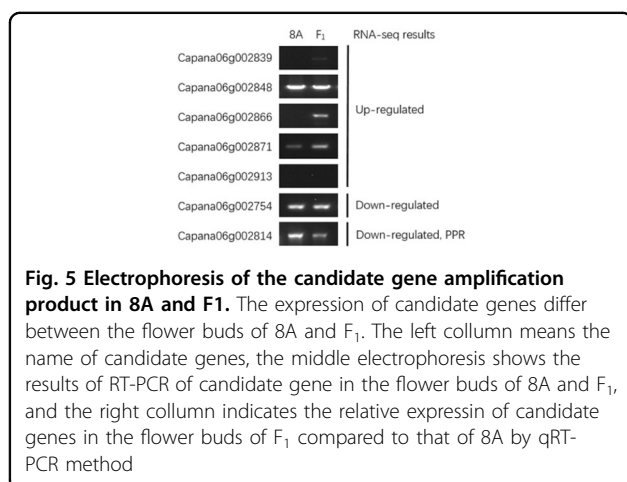 8A F₁ RNA-seq results
Capana06g002839
Capana06g002848
Capana06g002866
Up-regulated
Capana06g002871
Capana06g002913
Capana06g002754 Down-regulated
Capana06g002814 Down-regulated, PPR
Fig. 5 Electrophoresis of the candidate gene amplification
product in 8A and F1. The expression of candidate genes differ
between the flower buds of 8A and F₁. The left collumn means the
name of candidate genes, the middle electrophoresis shows the
results of RT-PCR of candidate gene in the flower buds of 8A and F₁,
and the right collumn indicates the relative expressin of candidate
genes in the flower buds of F₁ compared to that of 8A by qRT-
PCR method